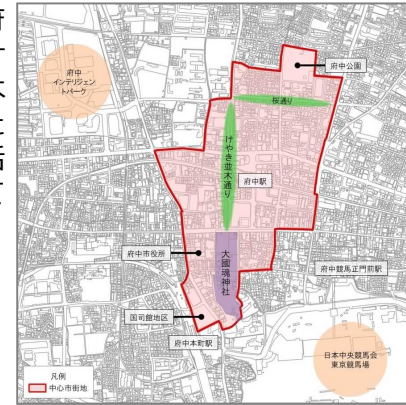 府中
インテリジェン
トパーク
府中公園
桜通り
けやき並木通り
府中駅
府中市役所
大國魂神社
府中競馬正門前駅
国司館地区
府中本町駅
日本中央競馬会
東京競馬場
凡例
中心市街地